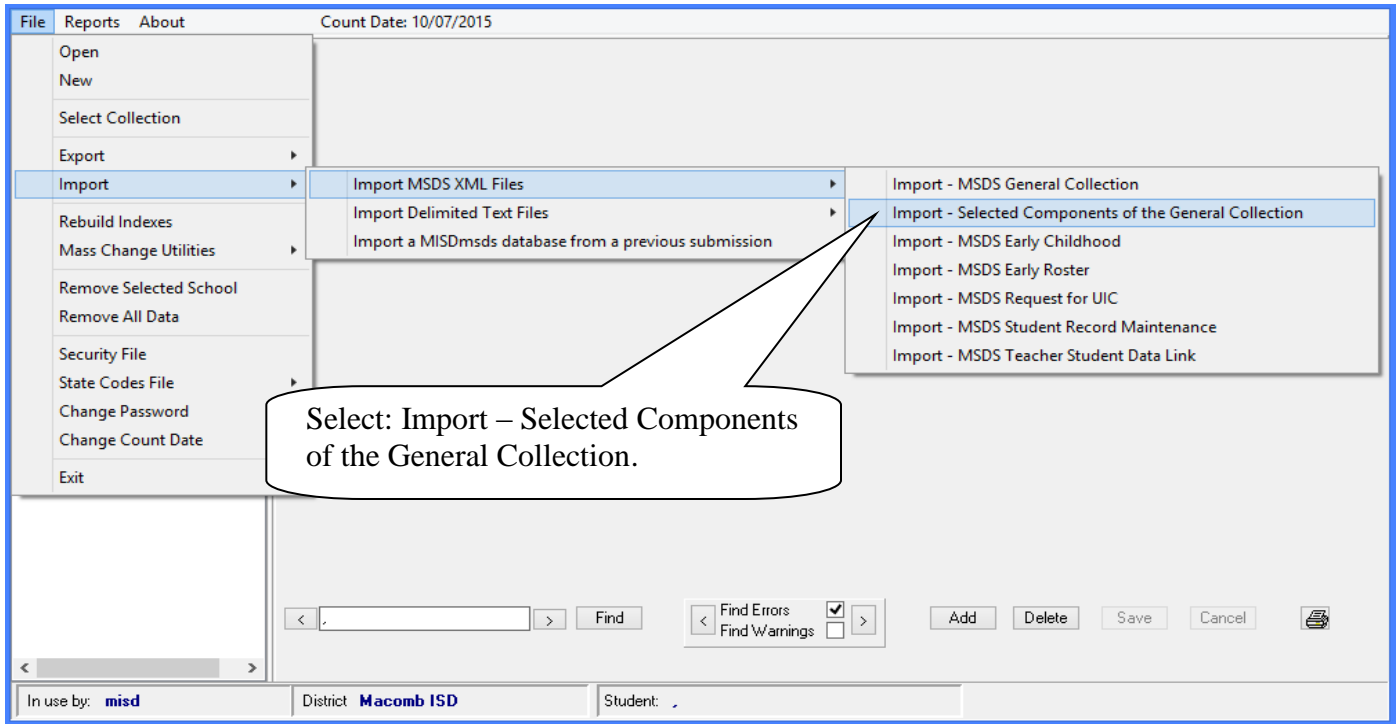 File Reports About Count Date: 10/07/2015
Open
New
Select Collection
Export
Import
Rebuild Indexes
Mass Change Utilities
Remove Selected School
Remove All Data
Security File
State Codes File
Change Password
Change Count Date
Exit
Import MSDS XML Files
Import Delimited Text Files
Import a MISDmsds database from a previous submission
Import - MSDS General Collection
Import - Selected Components of the General Collection
Import - MSDS Early Childhood
Import - MSDS Early Roster
Import - MSDS Request for UIC
Import - MSDS Student Record Maintenance
Import - MSDS Teacher Student Data Link
Select: Import – Selected Components
of the General Collection.
< , > Find
Find Errors
< >
Find Warnings
Add Delete Save Cancel
< >
In use by: misd District Macomb ISD Student: ,